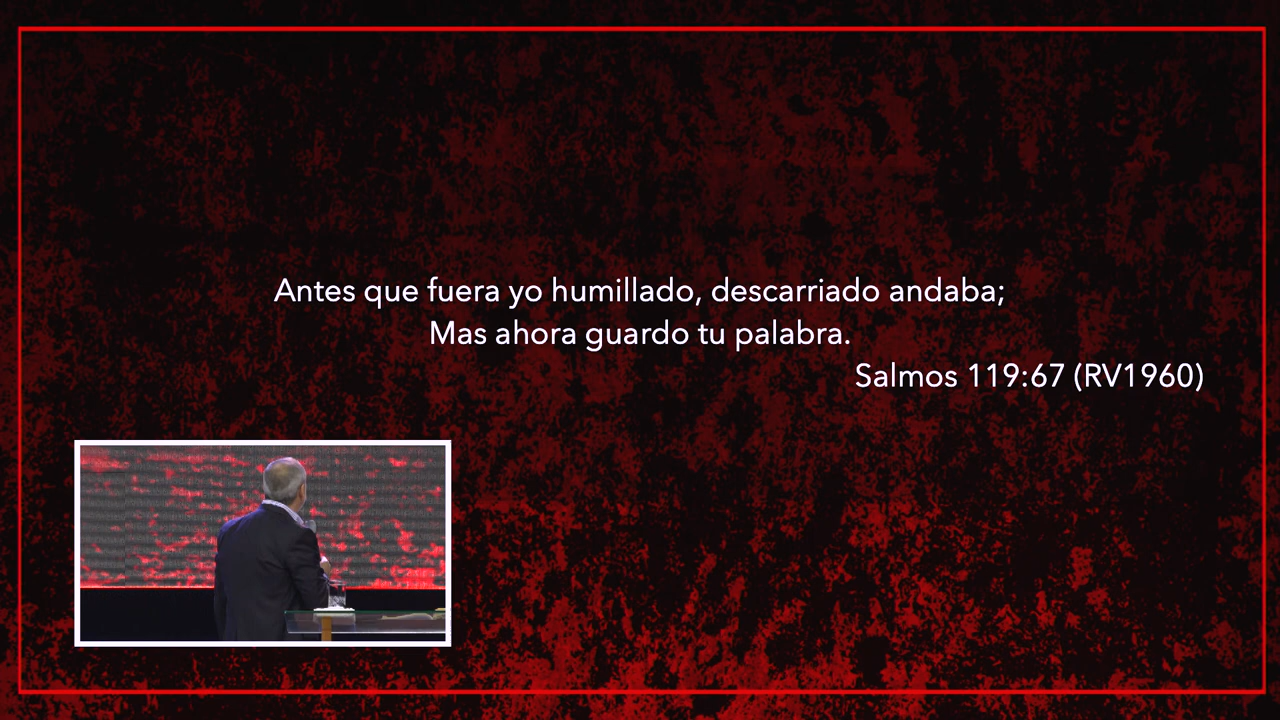 Antes que fuera yo humillado, descarriado andaba;
Mas ahora guardo tu palabra.
Salmos 119:67 (RV1960)